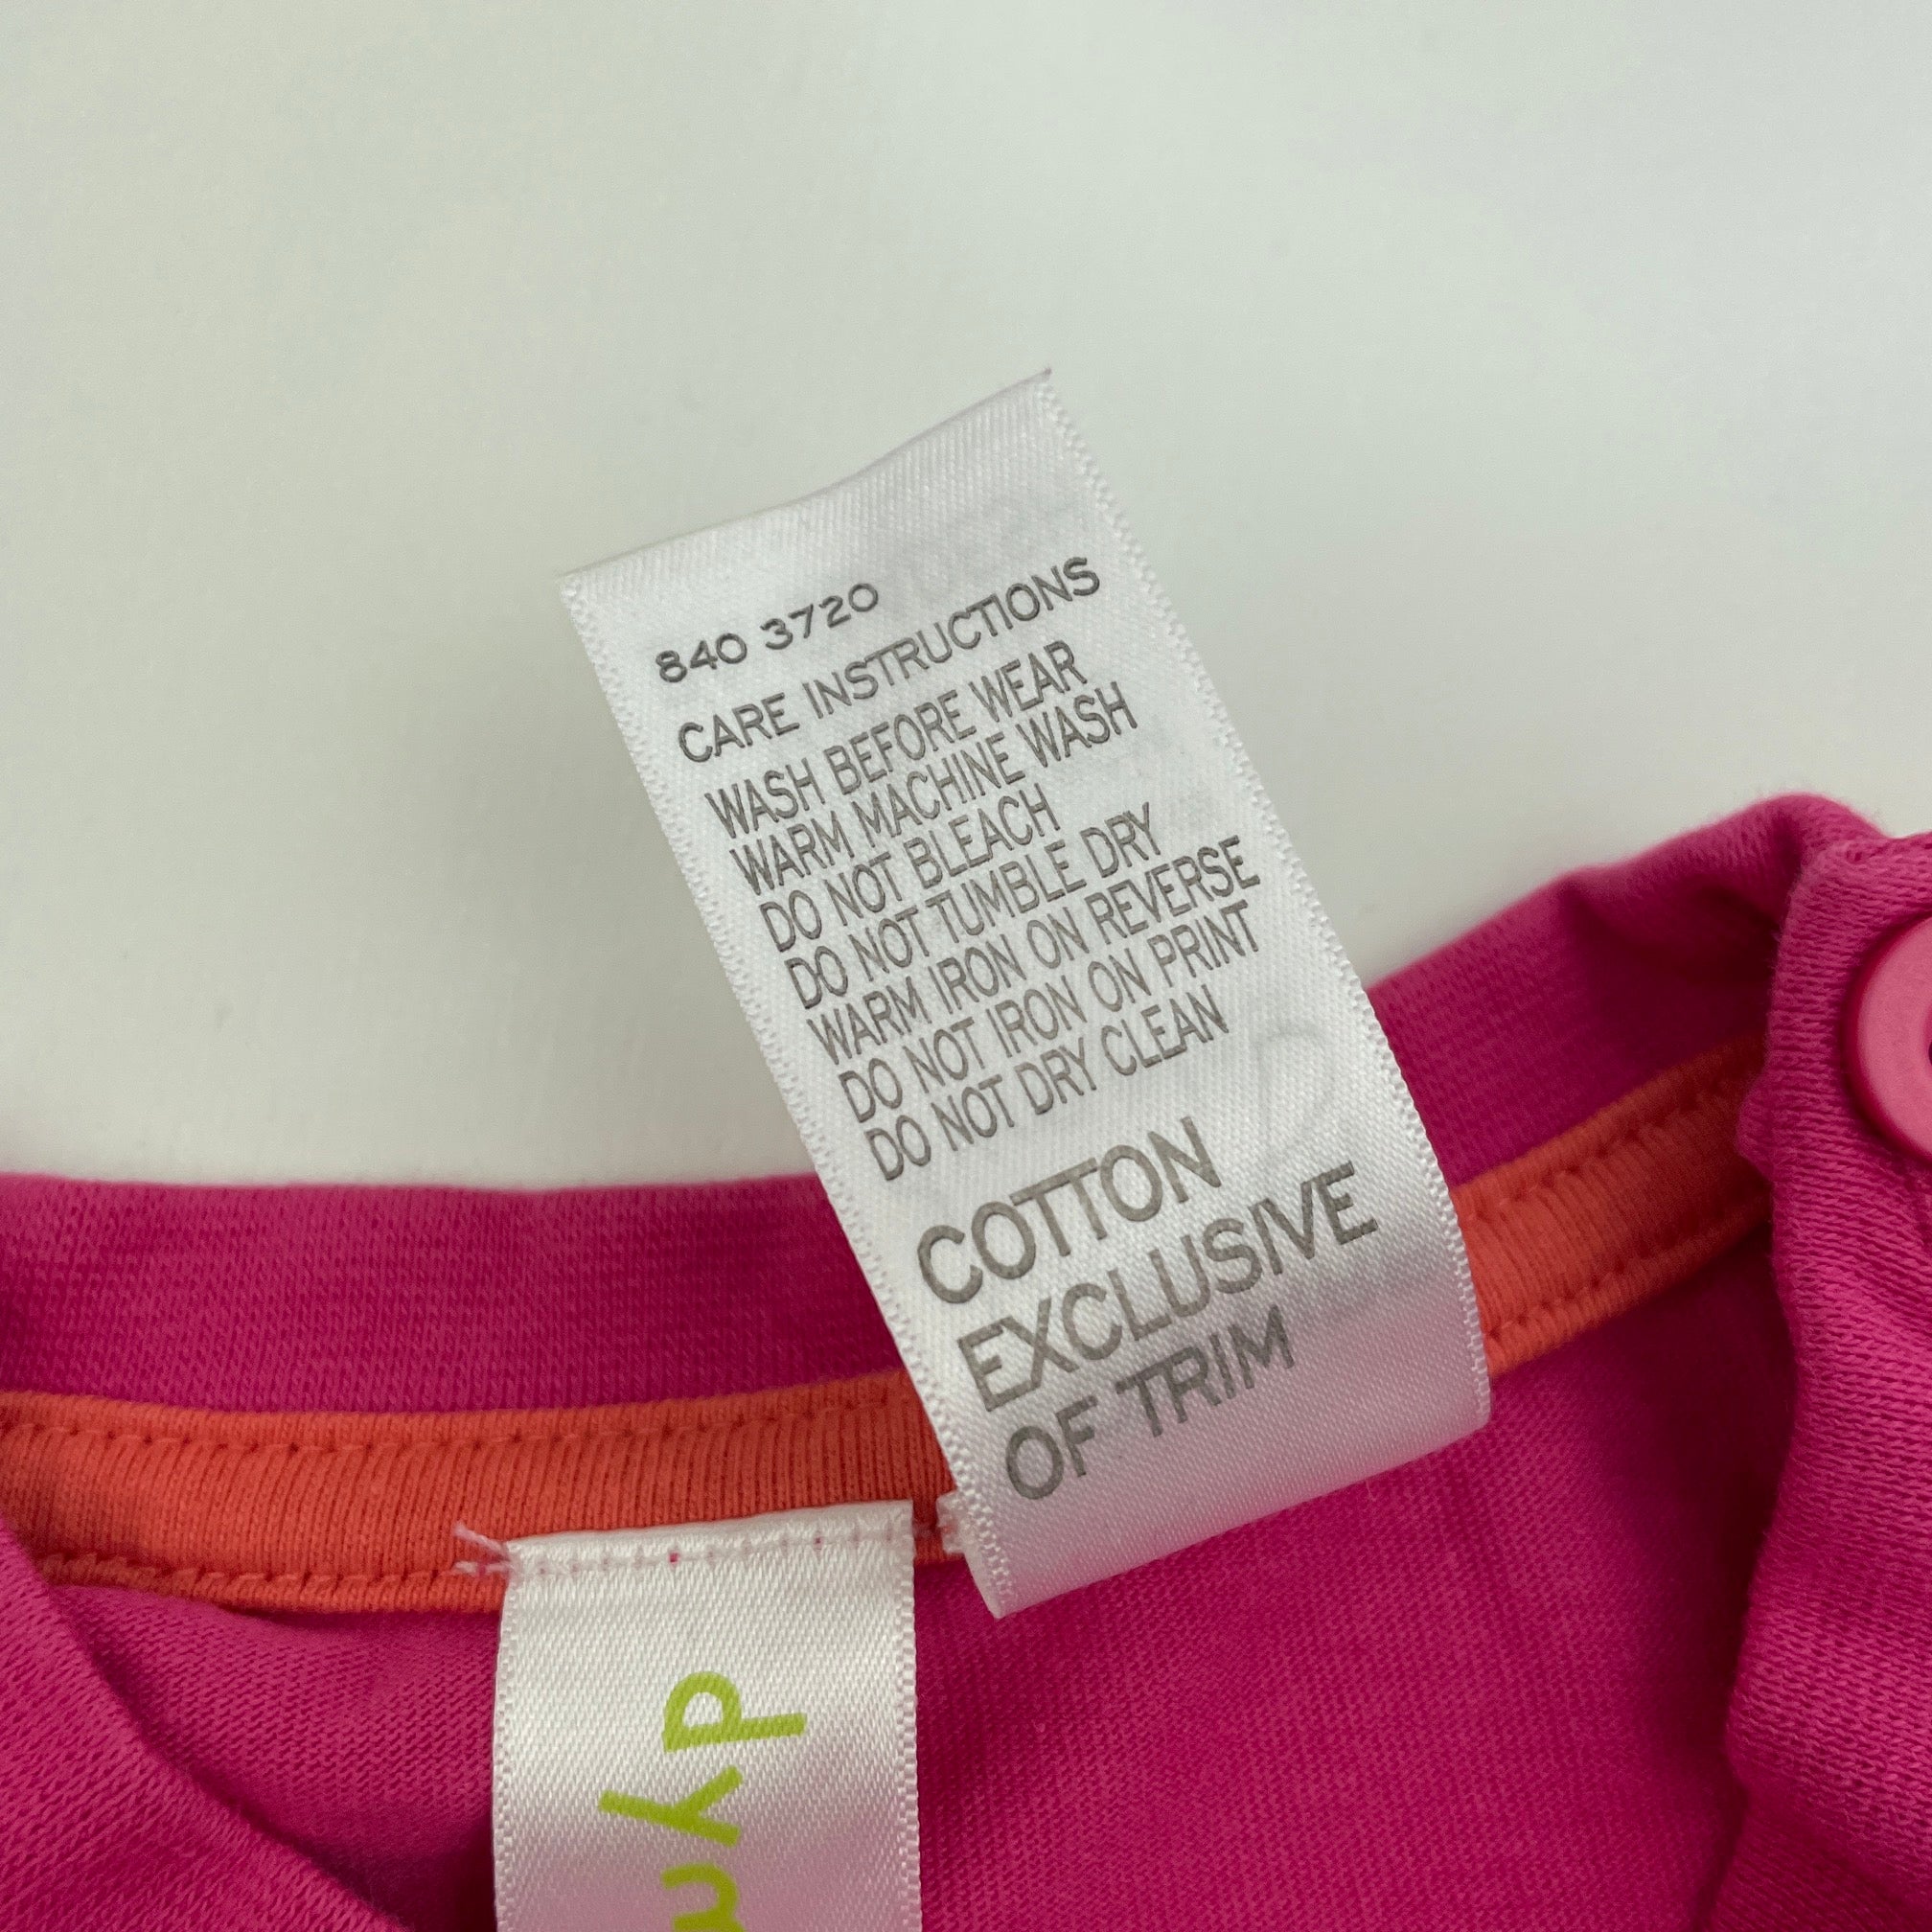 840 3720
CARE INSTRUCTIONS
WASH BEFORE WEAR
WARM MACHINE WASH
DO NOT BLEACH
DO NOT TUMBLE DRY
WARM IRON ON REVERSE
DO NOT IRON ON PRINT
DO NOT DRY CLEAN
COTTON
EXCLUSIVE
OF TRIM